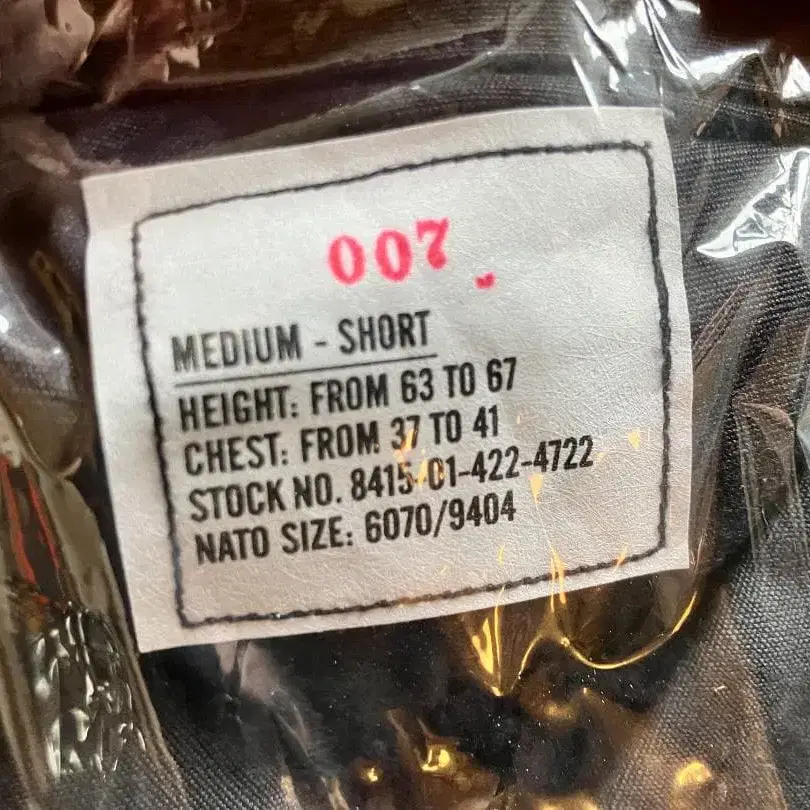 007
MEDIUM - SHORT
HEIGHT: FROM 63 TO 67
CHEST: FROM 37 TO 41
STOCK NO. 8415-01-422-4722
NATO SIZE: 6070/9404